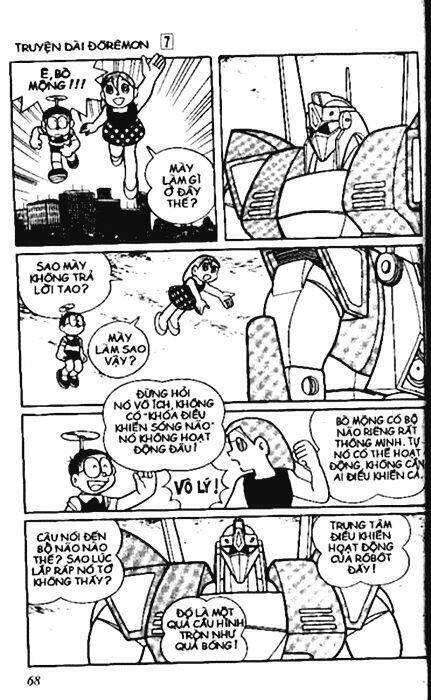 TRUYỆN DÀI ĐÔRÊMON 7
Ê, BỒ
MỘNG!!!
MÀY
LÀM GÌ
Ở ĐÂY
THẾ?
SAO MÀY
KHÔNG TRẢ
LỜI TAO?
MÀY
LÀM SAO
VẬY?
ĐỪNG HỎI
NÓ VÔ ÍCH, KHÔNG
CÓ "KHÓA ĐIỀU
KHIỂN SÓNG NÃO"
NÓ KHÔNG HOẠT
ĐỘNG ĐÂU!
VÔ LÝ!
BÒ MỘNG CÓ BỘ
NÃO RIÊNG RẤT
THÔNG MINH. TỰ
NÓ CÓ THỂ HOẠT
ĐỘNG, KHÔNG CẦN
AI ĐIỀU KHIỂN CẢ.
CẬU NÓI ĐẾN
BỘ NÃO NÀO
THẾ? SAO LÚC
LẮP RÁP NÓ TỚ
KHÔNG THẤY?
ĐÓ LÀ MỘT
QUẢ CẦU HÌNH
TRÒN NHƯ
QUẢ BÓNG!
TRUNG TÂM
ĐIỀU KHIỂN
HOẠT ĐỘNG
CỦA RÔBÔT
ĐẤY!
68